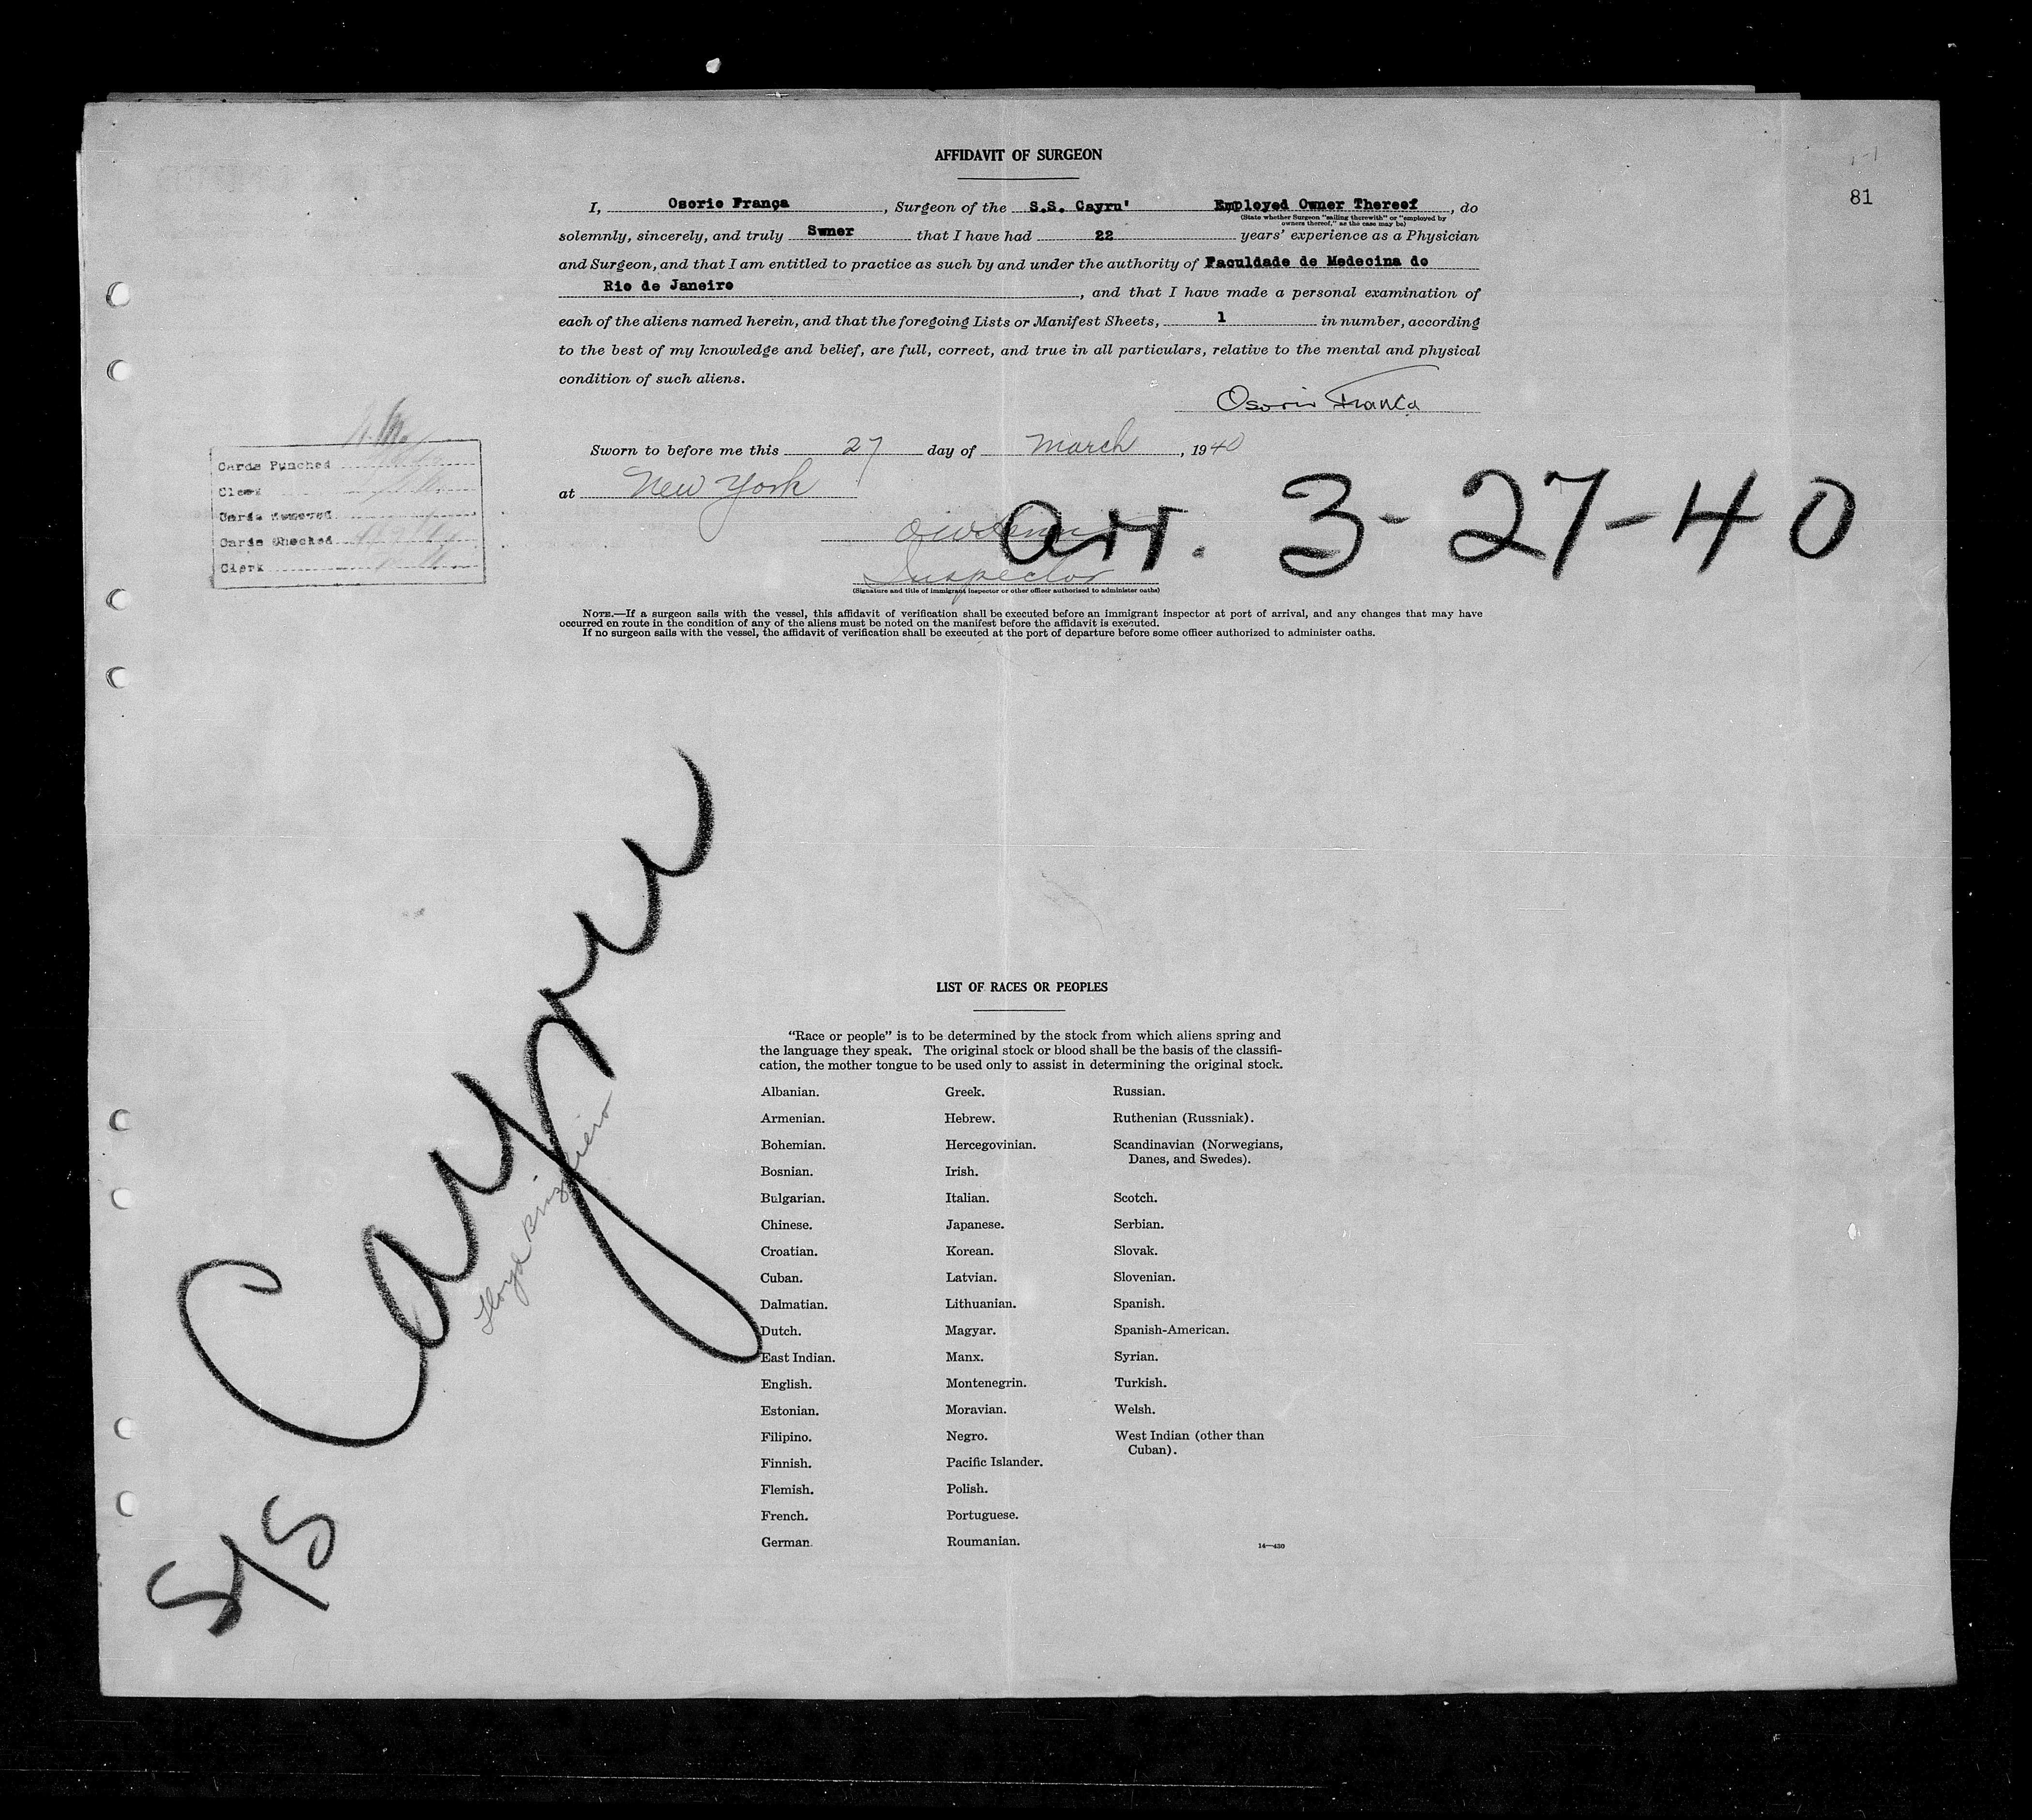 AFFIDAVIT OF SURGEON
81
I, Osorio França, Surgeon of the S.S. Cayru' Employed Owner Thereof, do
(State whether Surgeon "sailing therewith" or "employed by
owners thereof," as the case may be)
solemnly, sincerely, and truly Swner that I have had 22 years' experience as a Physician
and Surgeon, and that I am entitled to practice as such by and under the authority of Faculdade de Medecina do
Rio de Janeiro, and that I have made a personal examination of
each of the aliens named herein, and that the foregoing Lists or Manifest Sheets, 1 in number, according
to the best of my knowledge and belief, are full, correct, and true in all particulars, relative to the mental and physical
condition of such aliens.
Osorio Franca
Sworn to before me this 27 day of March, 1940
at New York
arr. 3-27-40
Inspector
(Signature and title of immigrant inspector or other officer authorized to administer oaths)
Cards Punched
Clerk
Cards Removed
Cards Checked
Clerk
NOTE.—If a surgeon sails with the vessel, this affidavit of verification shall be executed before an immigrant inspector at port of arrival, and any changes that may have
occurred en route in the condition of any of the aliens must be noted on the manifest before the affidavit is executed.
If no surgeon sails with the vessel, the affidavit of verification shall be executed at the port of departure before some officer authorized to administer oaths.
S/S Cayru
Lloyd Braziliero
LIST OF RACES OR PEOPLES
"Race or people" is to be determined by the stock from which aliens spring and
the language they speak. The original stock or blood shall be the basis of the classifi-
cation, the mother tongue to be used only to assist in determining the original stock.
Albanian.
Armenian.
Bohemian.
Bosnian.
Bulgarian.
Chinese.
Croatian.
Cuban.
Dalmatian.
Dutch.
East Indian.
English.
Estonian.
Filipino.
Finnish.
Flemish.
French.
German.
Greek.
Hebrew.
Hercegovinian.
Irish.
Italian.
Japanese.
Korean.
Latvian.
Lithuanian.
Magyar.
Manx.
Montenegrin.
Moravian.
Negro.
Pacific Islander.
Polish.
Portuguese.
Roumanian.
Russian.
Ruthenian (Russniak).
Scandinavian (Norwegians,
Danes, and Swedes).
Scotch.
Serbian.
Slovak.
Slovenian.
Spanish.
Spanish-American.
Syrian.
Turkish.
Welsh.
West Indian (other than
Cuban).
14—430